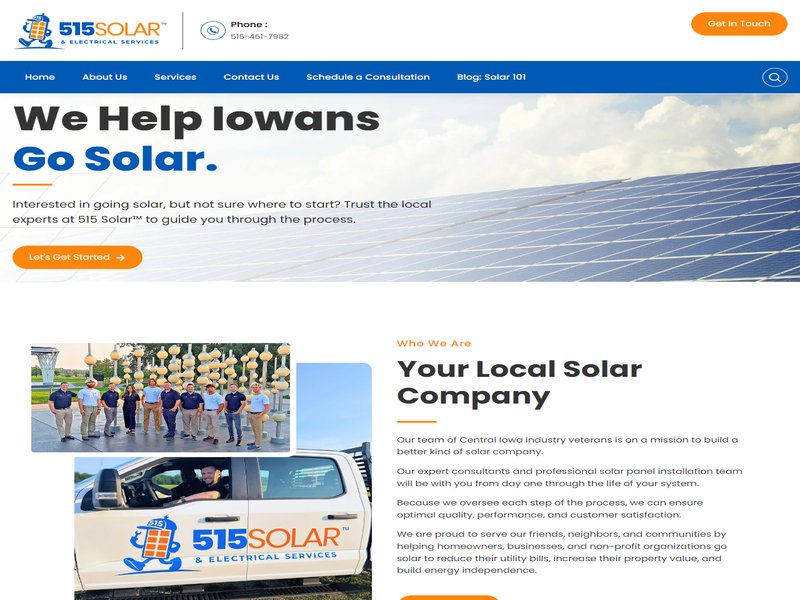 515SOLAR™
& ELECTRICAL SERVICES
Phone :
515-461-7982
Get In Touch
Home
About Us
Services
Contact Us
Schedule a Consultation
Blog: Solar 101
We Help Iowans
Go Solar.
Interested in going solar, but not sure where to start? Trust the local
experts at 515 Solar™ to guide you through the process.
Let's Get Started
Who We Are
Your Local Solar
Company
Our team of Central Iowa industry veterans is on a mission to build a
better kind of solar company.
Our expert consultants and professional solar panel installation team
will be with you from day one through the life of your system.
Because we oversee each step of the process, we can ensure
optimal quality, performance, and customer satisfaction.
We are proud to serve our friends, neighbors, and communities by
helping homeowners, businesses, and non-profit organizations go
solar to reduce their utility bills, increase their property value, and
build energy independence.
515
515SOLAR™
& ELECTRICAL SERVICES